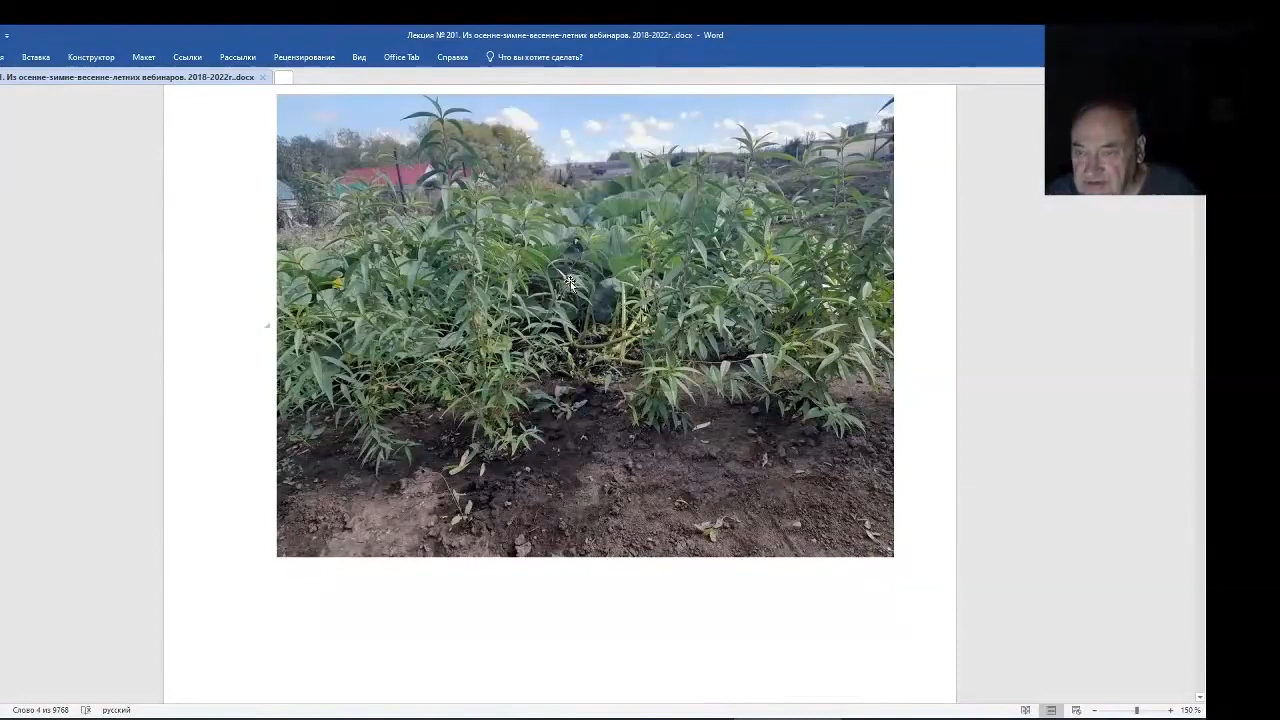 Лекция № 201. Из осенне-зимне-весенне-летних вебинаров. 2018-2022г..docx - Word
Вставка Конструктор Макет Ссылки Рассылки Рецензирование Вид Office Tab Справка Что вы хотите сделать?
. Из осенне-зимне-весенне-летних вебинаров. 2018-2022г..docx
Слово 4 из 9768 русский 150 %